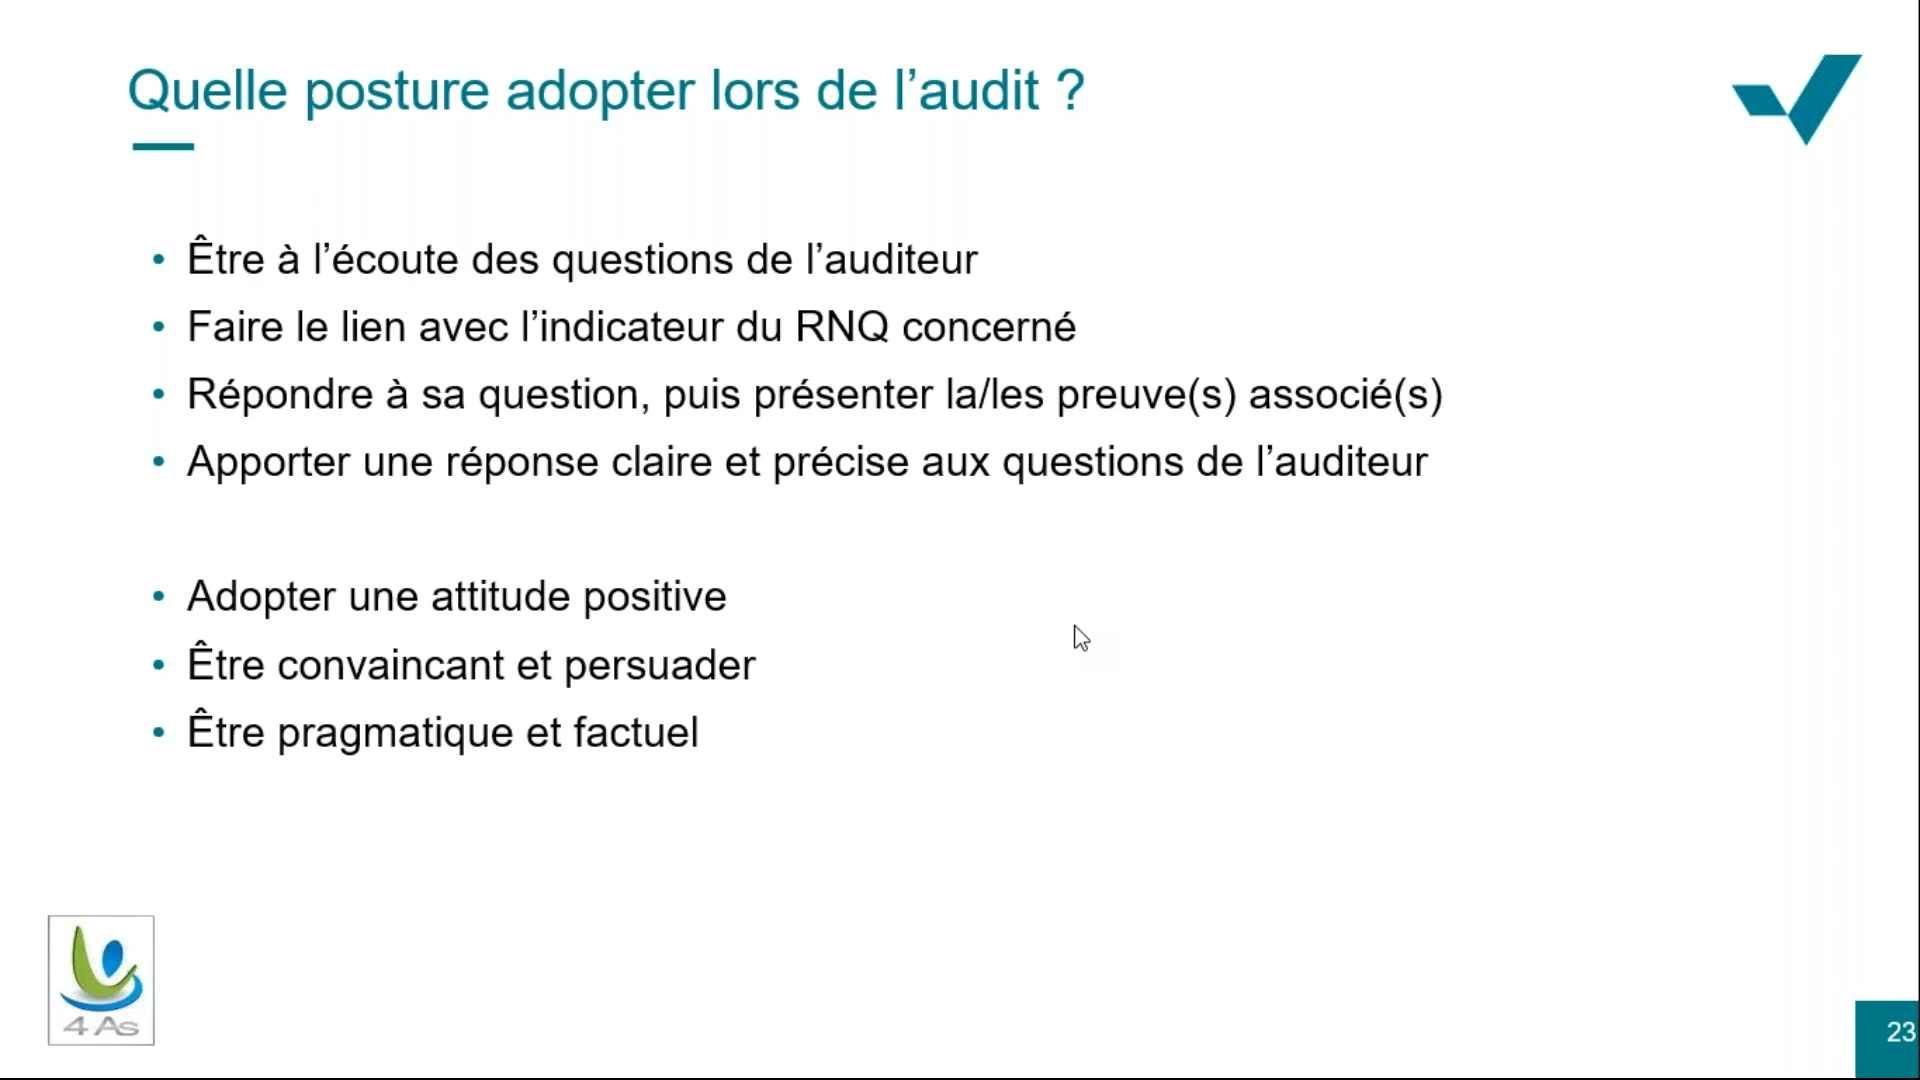 Quelle posture adopter lors de l’audit ?
• Être à l’écoute des questions de l’auditeur
• Faire le lien avec l’indicateur du RNQ concerné
• Répondre à sa question, puis présenter la/les preuve(s) associé(s)
• Apporter une réponse claire et précise aux questions de l’auditeur
• Adopter une attitude positive
• Être convaincant et persuader
• Être pragmatique et factuel
4 As
23